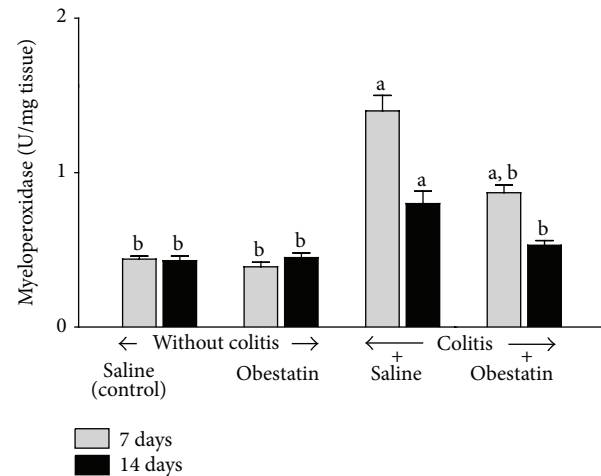 Myeloperoxidase (U/mg tissue)
2
1
0
b
b
b
b
a
a
a, b
b
← Without colitis →
← Colitis →
Saline
(control)
Obestatin
+
Saline
+
Obestatin
7 days
14 days